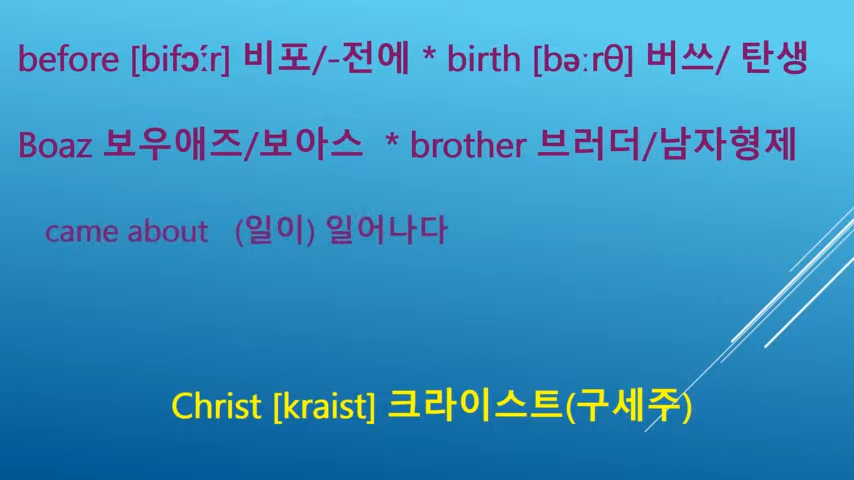 before [bifɔ́ːr] 비포/-전에 * birth [bəːrθ] 버쓰/ 탄생
Boaz 보우애즈/보아스 * brother 브러더/남자형제
came about (일이) 일어나다
Christ [kraist] 크라이스트(구세주)